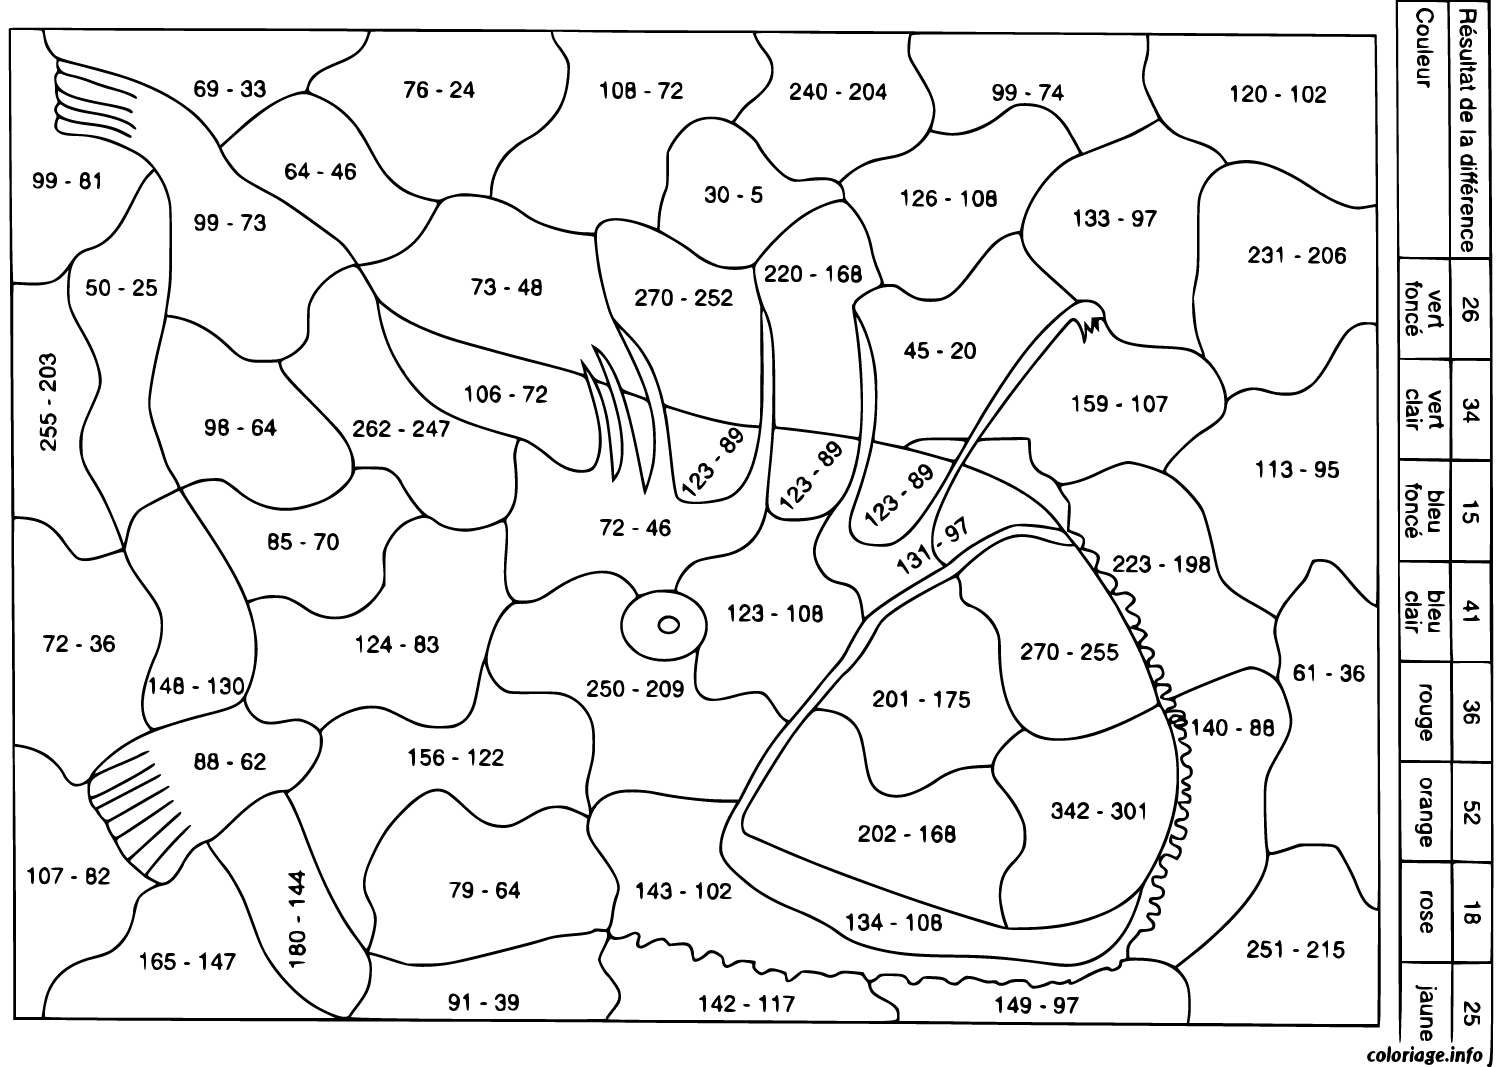 69 - 33
76 - 24
108 - 72
240 - 204
99 - 74
120 - 102
99 - 81
64 - 46
30 - 5
126 - 108
133 - 97
99 - 73
231 - 206
50 - 25
73 - 48
270 - 252
220 - 168
45 - 20
255 - 203
106 - 72
159 - 107
98 - 64
262 - 247
123 - 89
123 - 89
123 - 89
113 - 95
85 - 70
72 - 46
131 - 97
223 - 198
72 - 36
124 - 83
123 - 108
270 - 255
61 - 36
148 - 130
250 - 209
201 - 175
140 - 88
88 - 62
156 - 122
342 - 301
202 - 168
107 - 82
180 - 144
79 - 64
143 - 102
134 - 108
165 - 147
251 - 215
91 - 39
142 - 117
149 - 97
Résultat de la différence
26
34
15
41
36
52
18
25
Couleur
vert
foncé
vert
clair
bleu
foncé
bleu
clair
rouge
orange
rose
jaune
coloriage.info